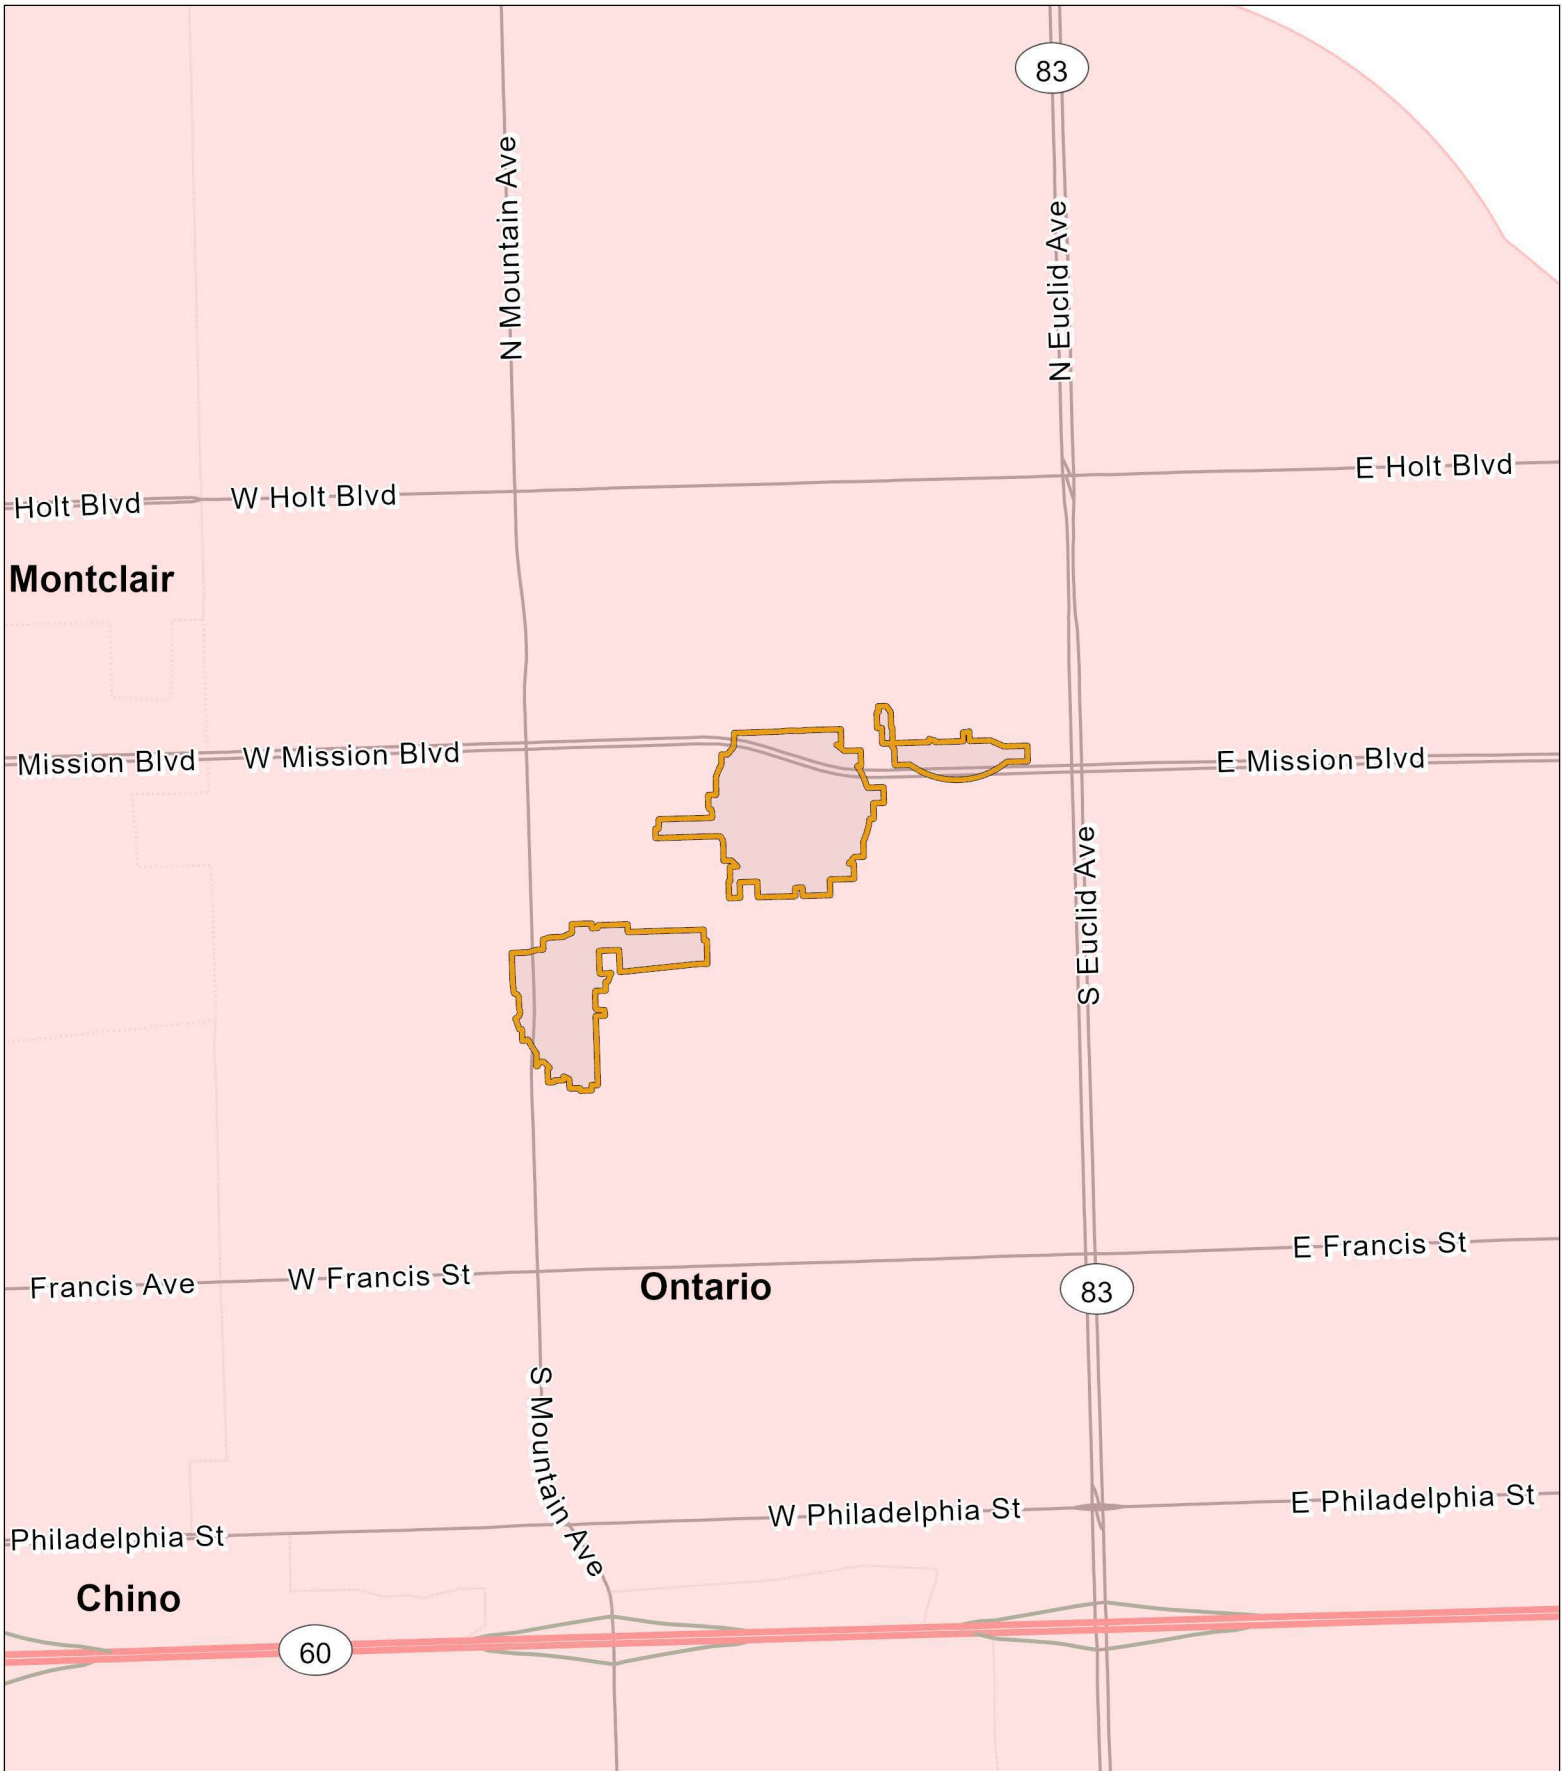 83
N Mountain Ave
N Euclid Ave
E Holt Blvd
W Holt Blvd
Holt Blvd
Montclair
Mission Blvd
W Mission Blvd
E Mission Blvd
S Euclid Ave
E Francis St
Francis Ave
W Francis St
Ontario
83
S Mountain Ave
E Philadelphia St
W Philadelphia St
Philadelphia St
Chino
60